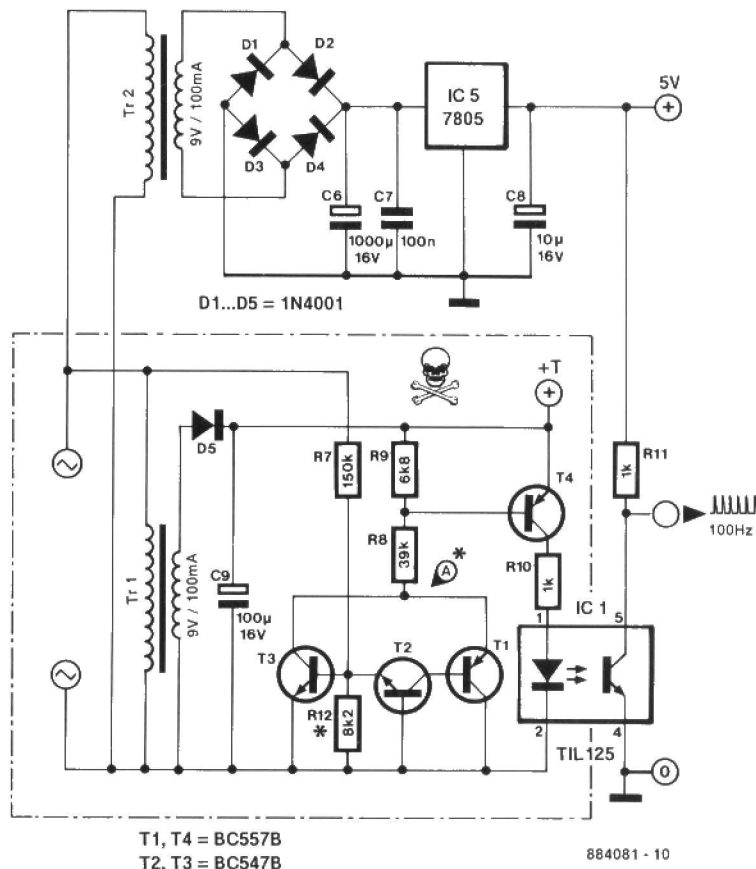 Tr 2
9V / 100mA
D1
D2
D3
D4
C6
1000µ
16V
C7
100n
IC 5
7805
C8
10µ
16V
5V
+
D1...D5 = 1N4001
+T
+
D5
R7
150k
R9
6k8
R8
39k
A
*
T4
R10
1k
R11
1k
100Hz
Tr 1
9V / 100mA
C9
100µ
16V
T3
T2
T1
R12
8k2
*
IC 1
1
5
2
4
TIL125
0
T1, T4 = BC557B
T2, T3 = BC547B
884081 - 10